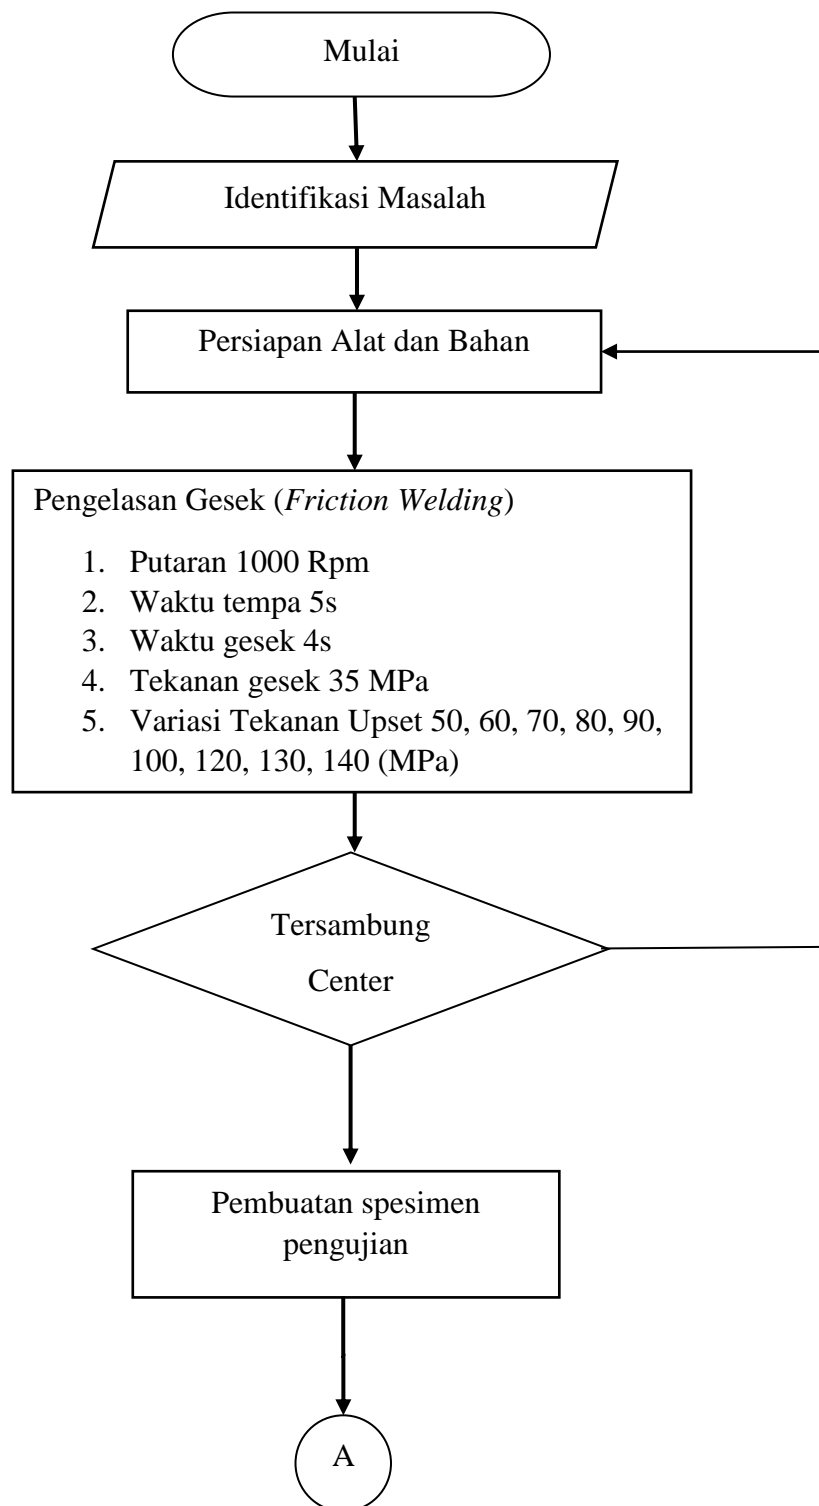 Mulai
Identifikasi Masalah
Persiapan Alat dan Bahan
Pengelasan Gesek (Friction Welding)
1. Putaran 1000 Rpm
2. Waktu tempa 5s
3. Waktu gesek 4s
4. Tekanan gesek 35 MPa
5. Variasi Tekanan Upset 50, 60, 70, 80, 90,
100, 120, 130, 140 (MPa)
Tersambung
Center
Pembuatan spesimen
pengujian
A